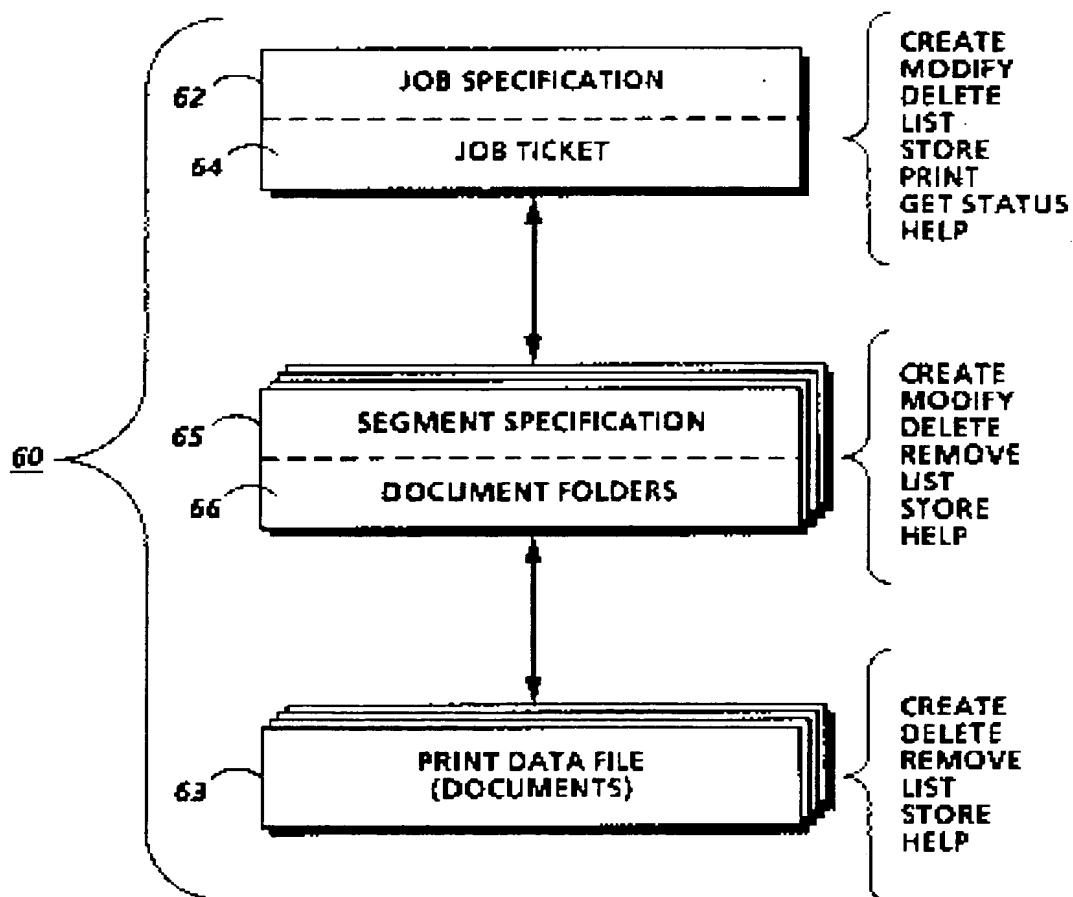 62
JOB SPECIFICATION
64
JOB TICKET
CREATE
MODIFY
DELETE
LIST
STORE
PRINT
GET STATUS
HELP
60
65
SEGMENT SPECIFICATION
66
DOCUMENT FOLDERS
CREATE
MODIFY
DELETE
REMOVE
LIST
STORE
HELP
63
PRINT DATA FILE
(DOCUMENTS)
CREATE
DELETE
REMOVE
LIST
STORE
HELP